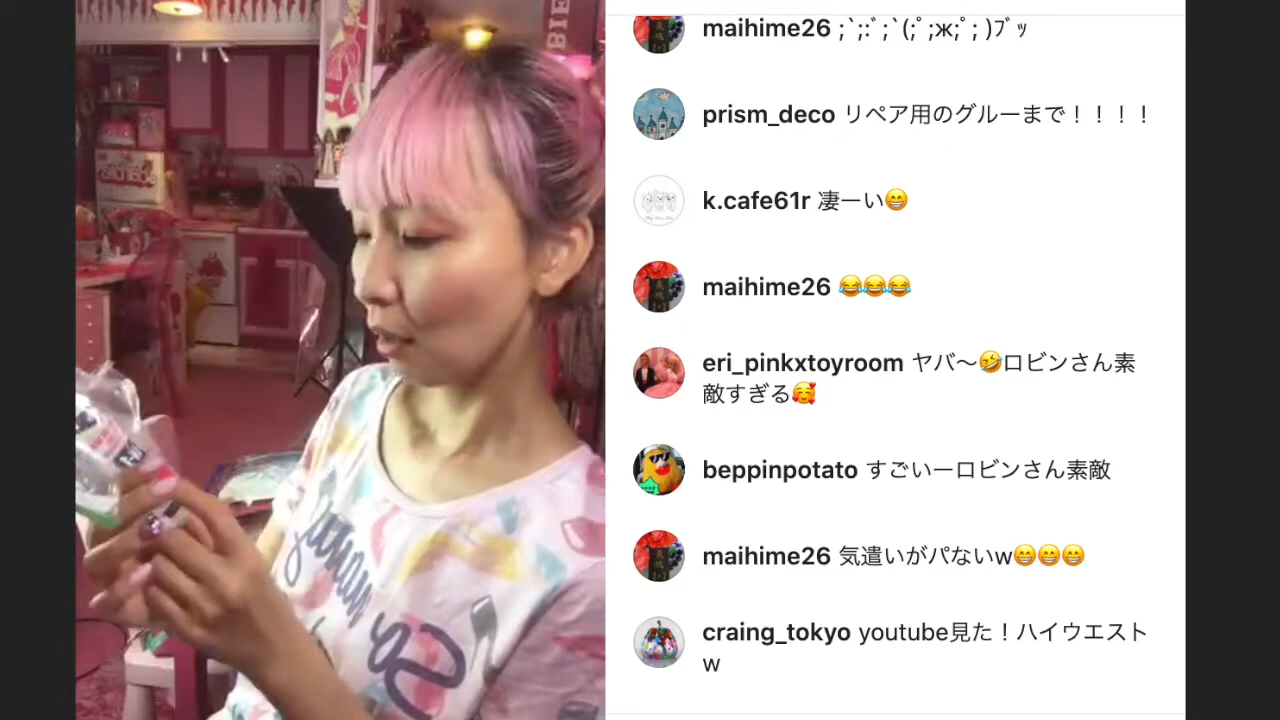 BIE
maihime26 ;`;:ﾞ;`(;ﾟ;ж;ﾟ; )ﾌﾞｯ
prism_deco リペア用のグルーまで！！！！
k.cafe61r 凄ーい😁
maihime26 😂😂😂
eri_pinkxtoyroom ヤバ〜🤣ロビンさん素
敵すぎる🥰
beppinpotato すごいーロビンさん素敵
maihime26 気遣いがパないw😁😁😁
craing_tokyo youtube見た！ハイウエスト
w